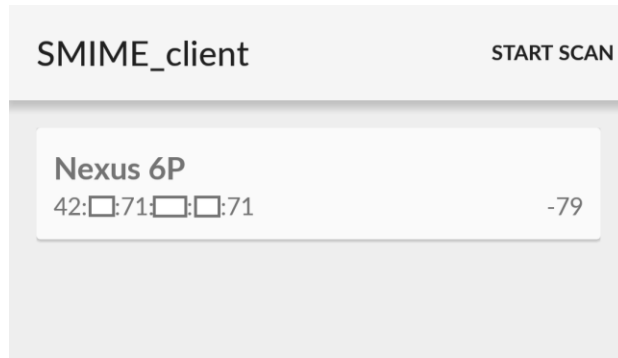 SMIME_client
START SCAN
Nexus 6P
42:□:71:□:□:71
-79